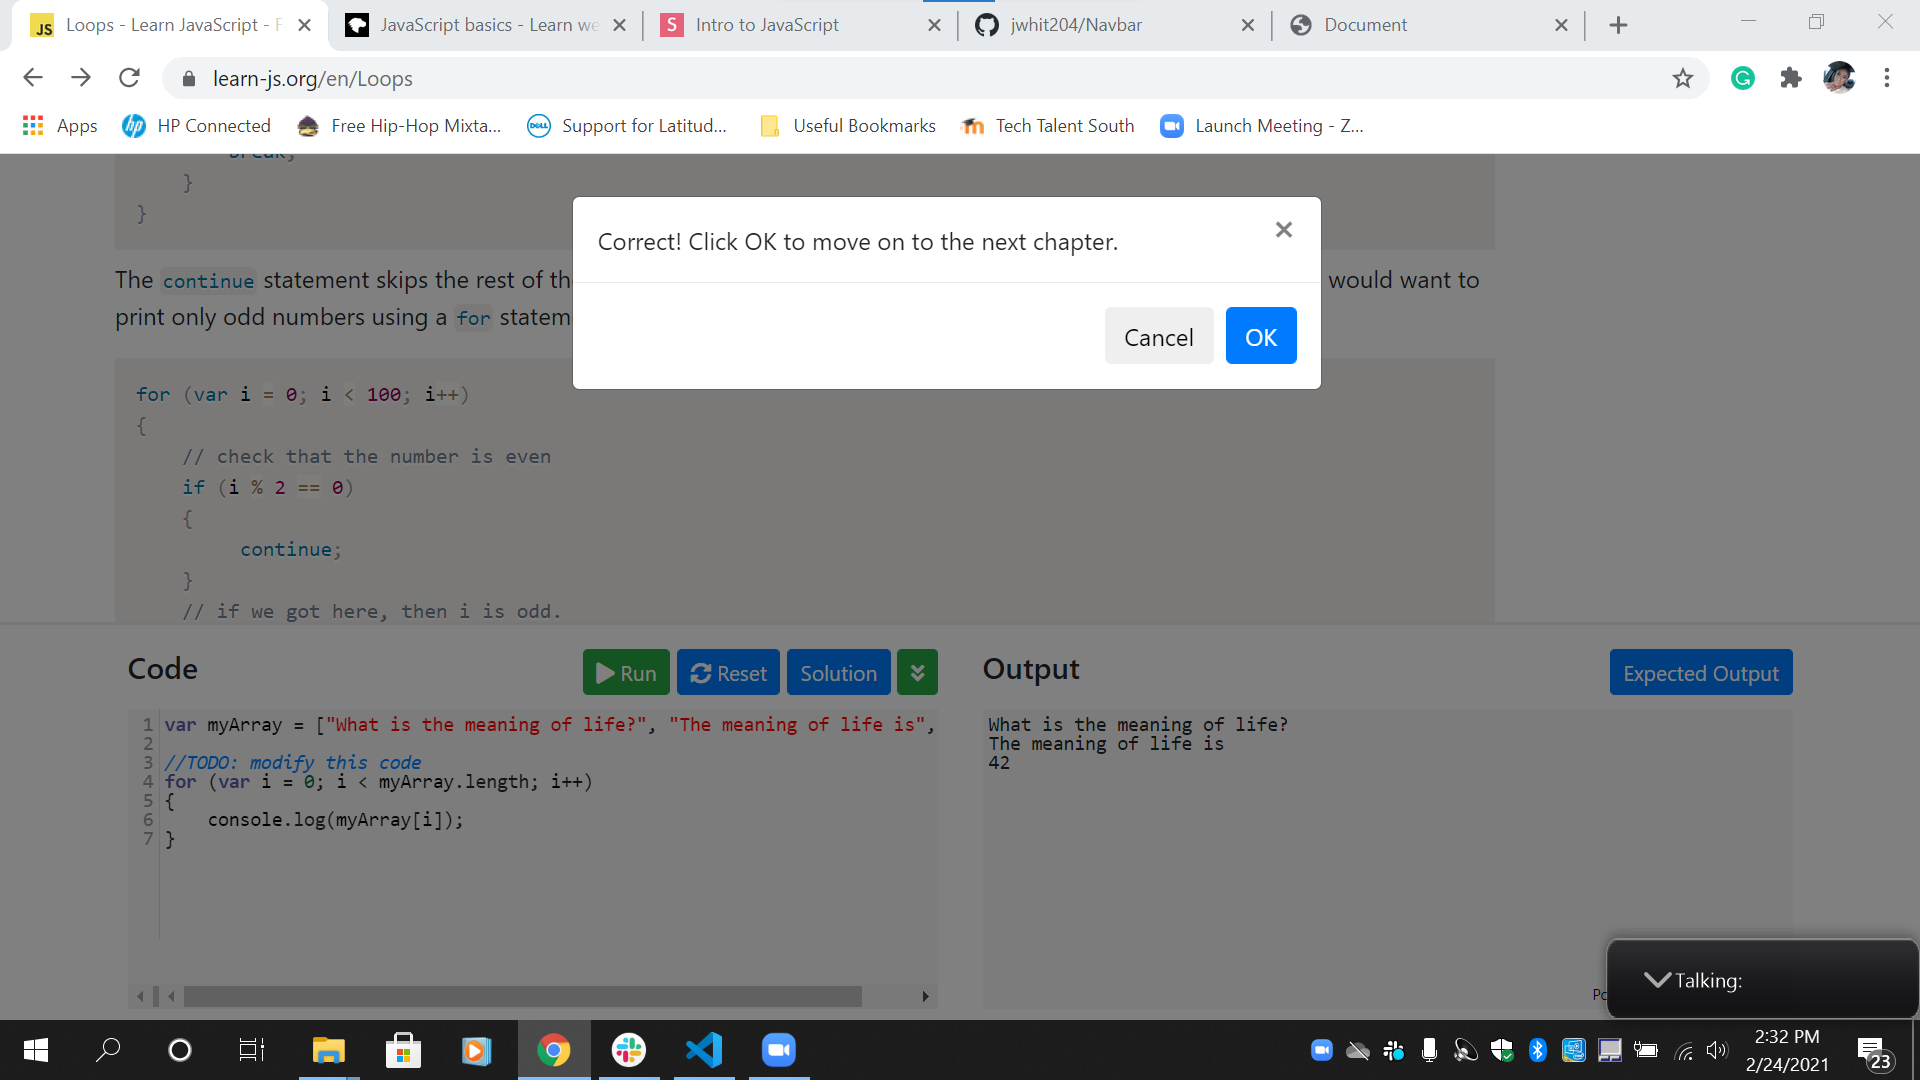 Loops - Learn JavaScript - F
JavaScript basics - Learn we
Intro to JavaScript
jwhit204/Navbar
Document
learn-js.org/en/Loops
Apps
HP Connected
Free Hip-Hop Mixta...
Support for Latitud...
Useful Bookmarks
Tech Talent South
Launch Meeting - Z...
break;
}
}
Correct! Click OK to move on to the next chapter.
Cancel
OK
The continue statement skips the rest of th would want to
print only odd numbers using a for statem
for (var i = 0; i < 100; i++)
{
// check that the number is even
if (i % 2 == 0)
{
continue;
}
// if we got here, then i is odd.
Code
Run
Reset
Solution
Output
Expected Output
1 var myArray = ["What is the meaning of life?", "The meaning of life is",
2
3 //TODO: modify this code
4 for (var i = 0; i < myArray.length; i++)
5 {
6 console.log(myArray[i]);
7 }
What is the meaning of life?
The meaning of life is
42
Talking:
2:32 PM
2/24/2021
23